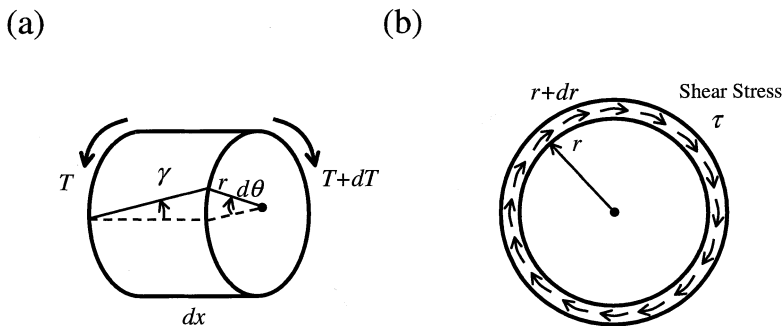 (a)
T
γ
r
dθ
T+dT
dx
(b)
r+dr
Shear Stress
τ
r